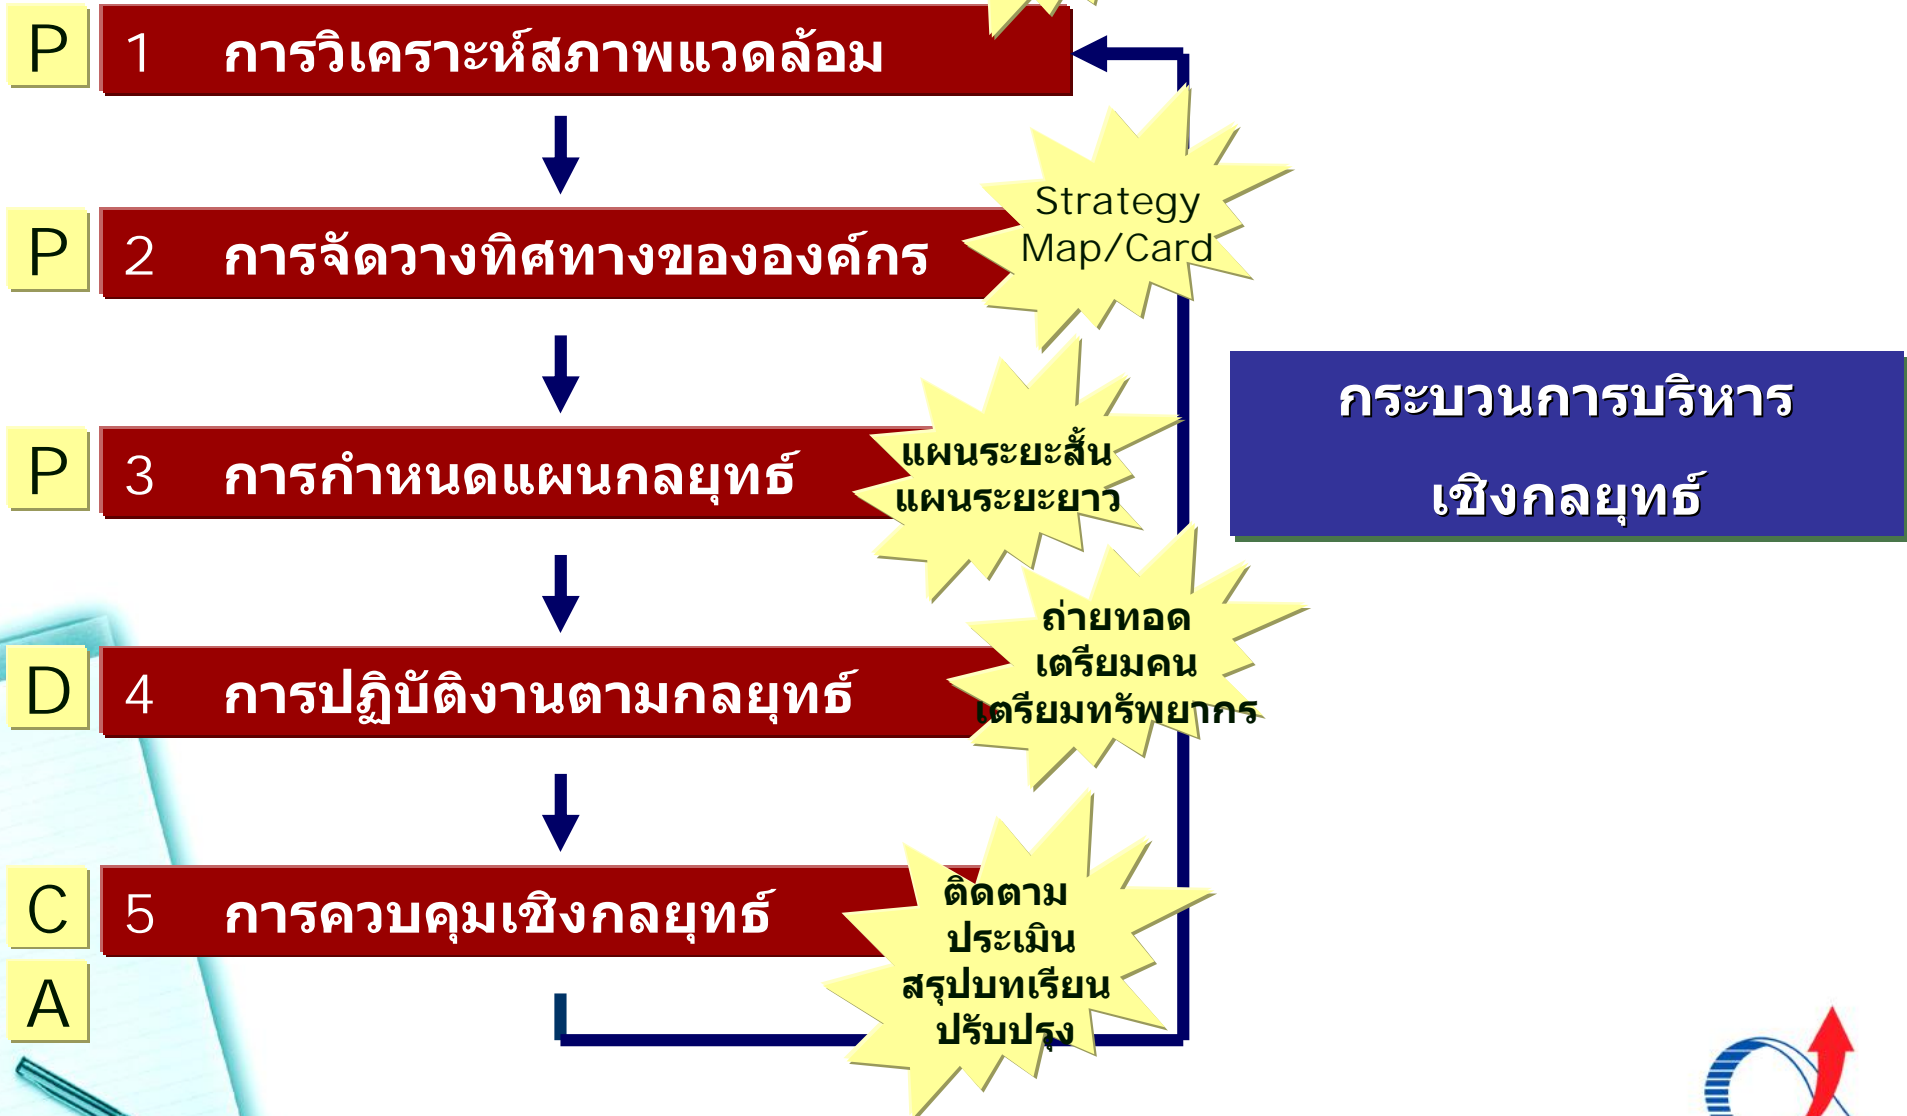 P 1 การวิเคราะห์สภาพแวดล้อม
P 2 การจัดวางทิศทางขององค์กร
Strategy
Map/Card
P 3 การกำหนดแผนกลยุทธ์
แผนระยะสั้น
แผนระยะยาว
กระบวนการบริหาร
เชิงกลยุทธ์
D 4 การปฏิบัติงานตามกลยุทธ์
ถ่ายทอด
เตรียมคน
เตรียมทรัพยากร
C 5 การควบคุมเชิงกลยุทธ์
A
ติดตาม
ประเมิน
สรุปบทเรียน
ปรับปรุง